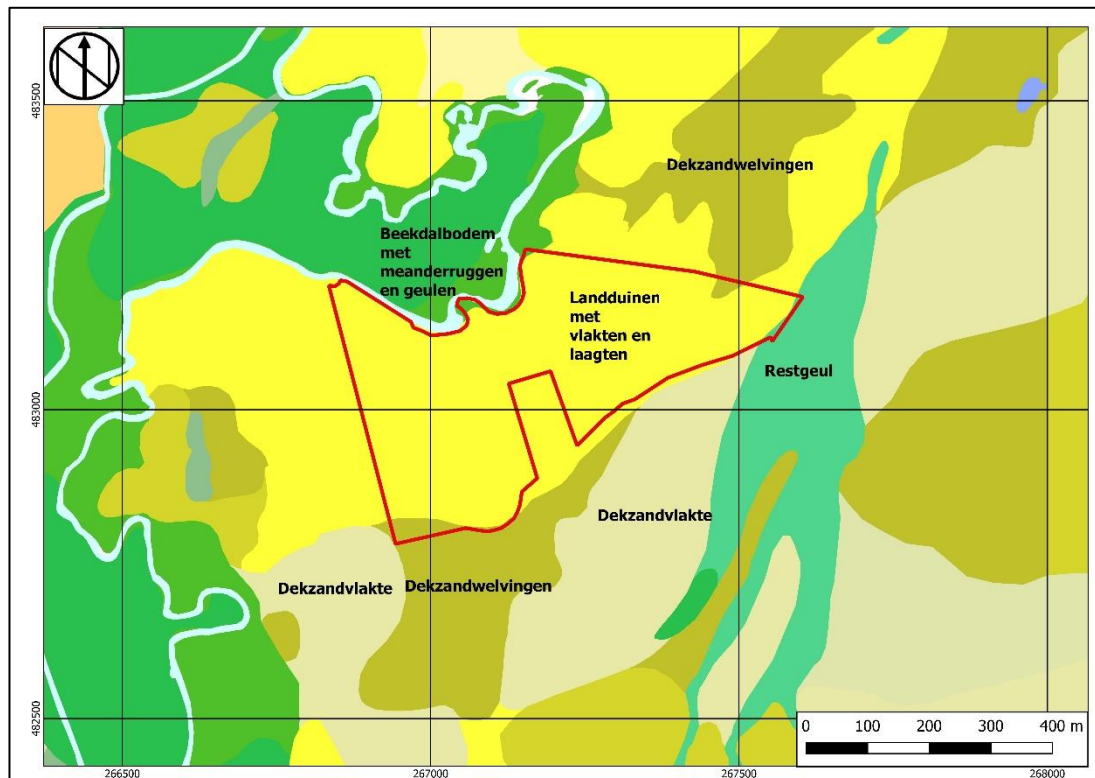 483500
Dekzandwelvingen
Beekdalbodem
met
meanderruggen
en geulen
Landduinen
met
vlakten en
laagten
Restgeul
483000
Dekzandvlakte
Dekzandvlakte
Dekzandwelvingen
482500
0 100 200 300 400 m
266500 267000 267500 268000